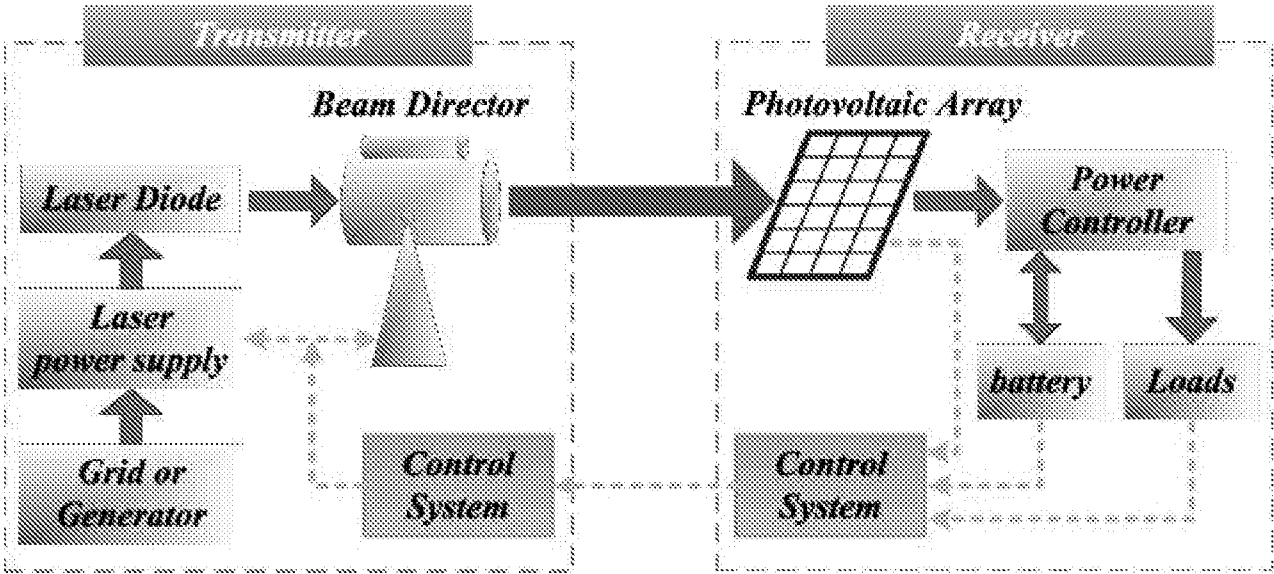 Transmitter
Receiver
Beam Director
Photovoltaic Array
Laser Diode
Power
Controller
Laser
power supply
battery
Loads
Grid or
Generator
Control
System
Control
System